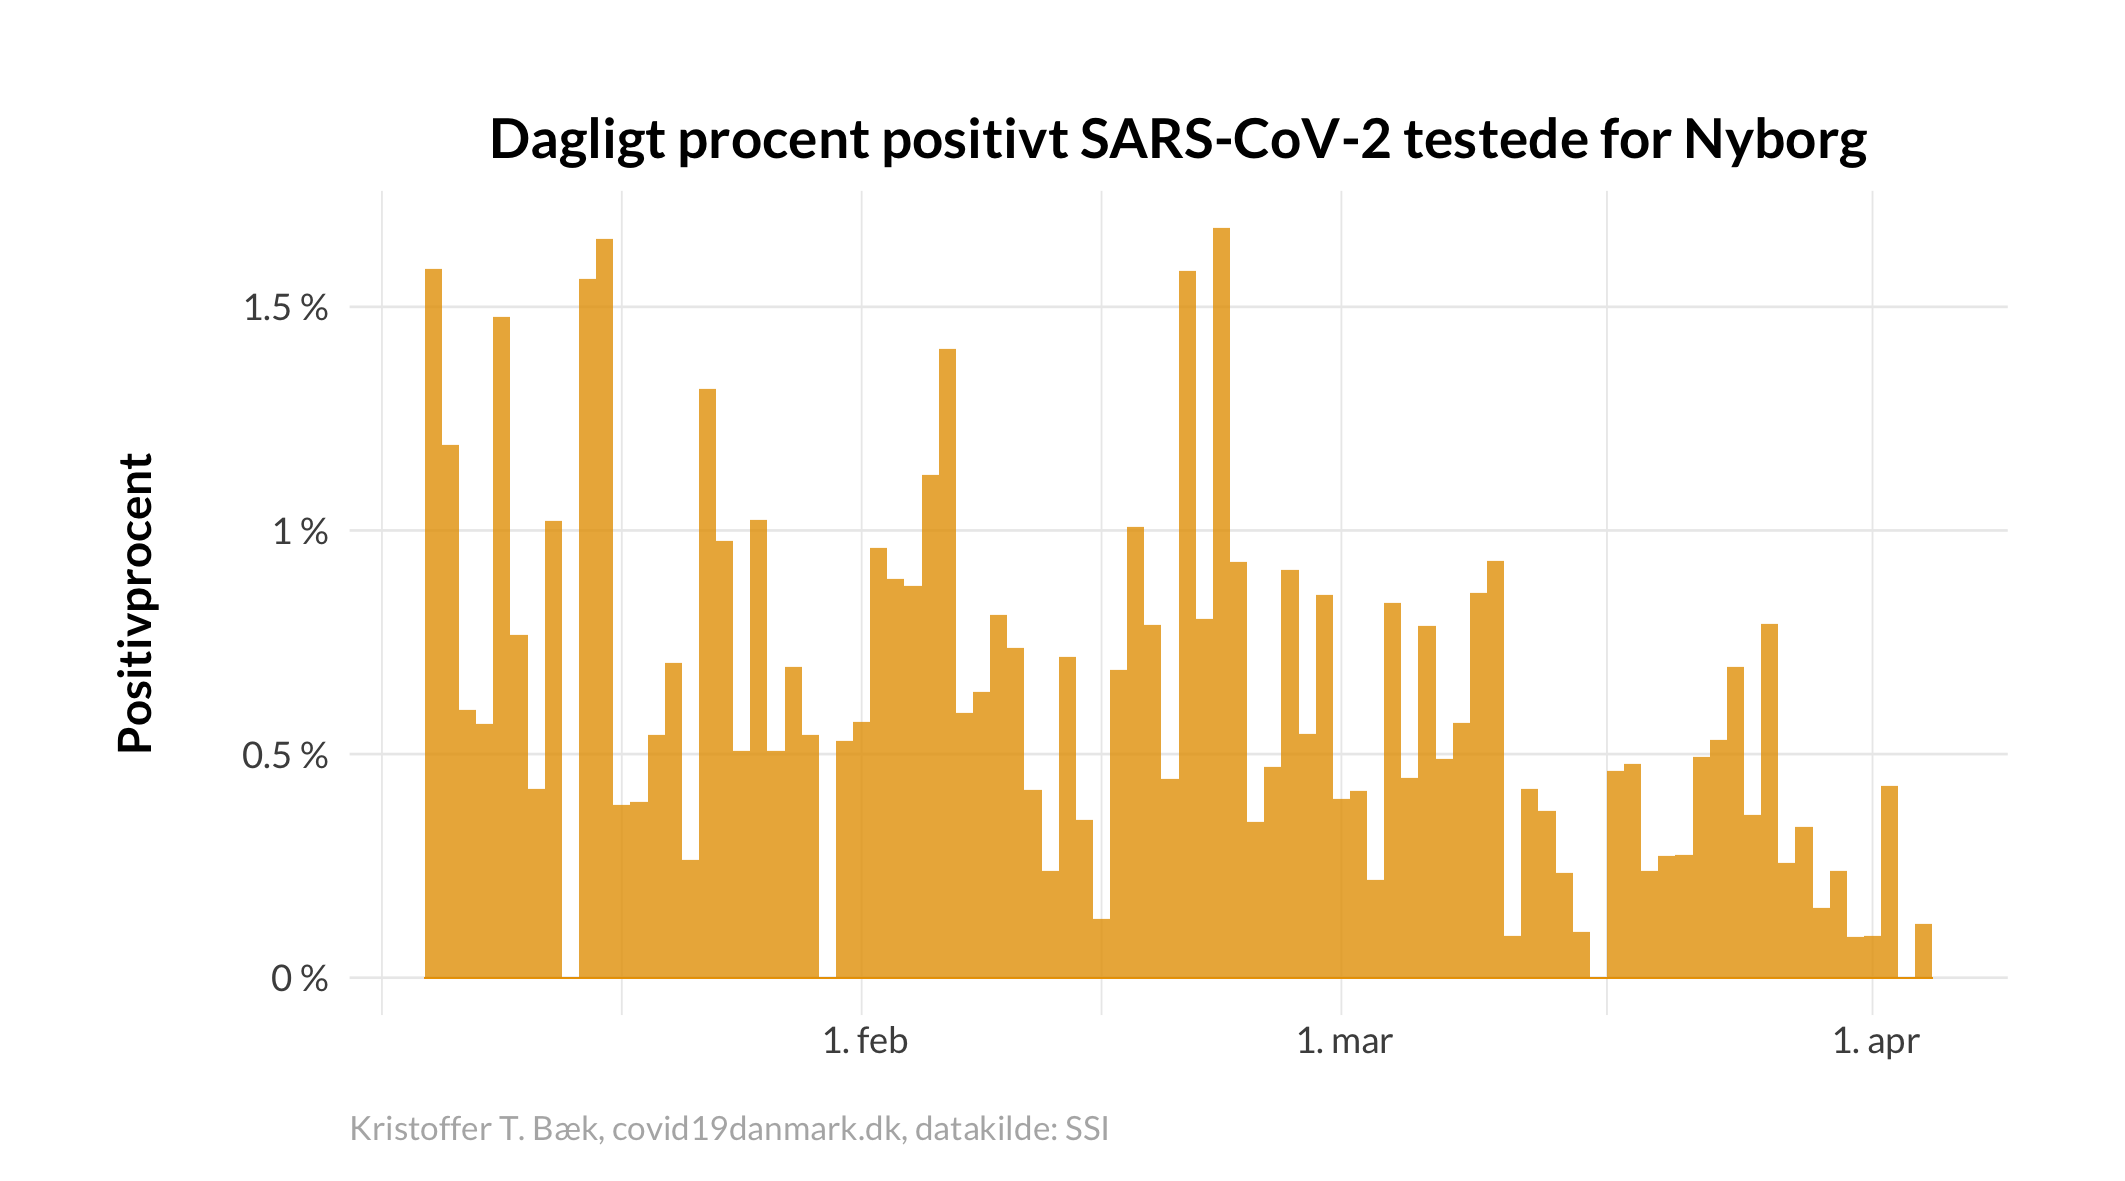 Dagligt procent positivt SARS-CoV-2 testede for Nyborg
Positivprocent
1.5 %
1 %
0.5 %
0 %
1. feb
1. mar
1. apr
Kristoffer T. Bæk, covid19danmark.dk, datakilde: SSI